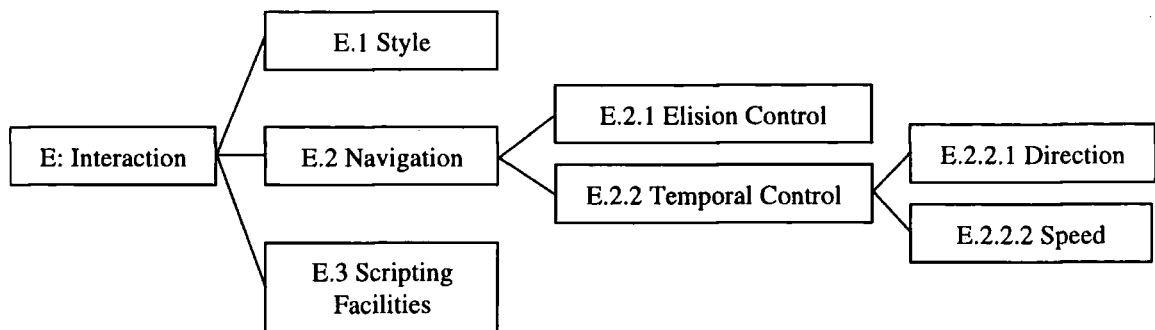 E: Interaction
E.1 Style
E.2 Navigation
E.2.1 Elision Control
E.2.2 Temporal Control
E.2.2.1 Direction
E.2.2.2 Speed
E.3 Scripting
Facilities